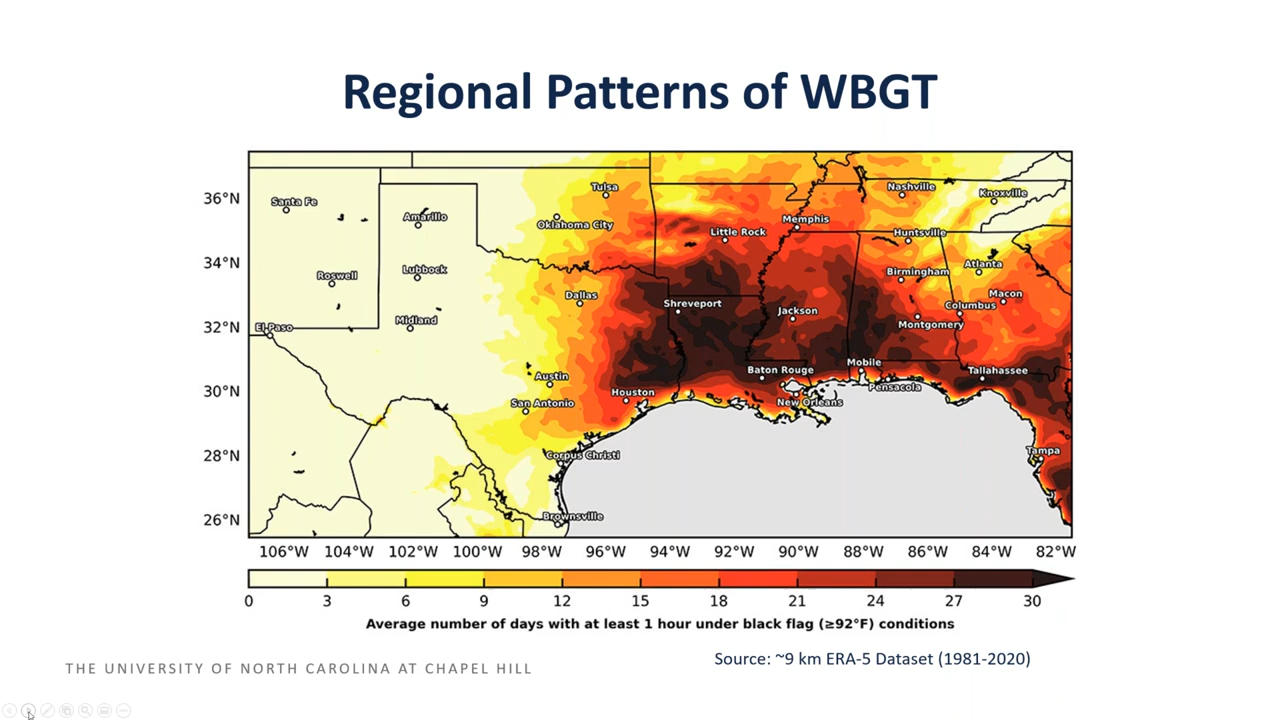 Regional Patterns of WBGT
36°N
34°N
32°N
30°N
28°N
26°N
Santa Fe
Amarillo
Tulsa
Oklahoma City
Nashville
Knoxville
Memphis
Little Rock
Huntsville
Roswell
Lubbock
Atlanta
Birmingham
Dallas
Shreveport
Macon
Columbus
Jackson
Montgomery
El Paso
Midland
Austin
Baton Rouge
Mobile
Tallahassee
Pensacola
Houston
San Antonio
New Orleans
Corpus Christi
Tampa
Brownsville
106°W 104°W 102°W 100°W 98°W 96°W 94°W 92°W 90°W 88°W 86°W 84°W 82°W
0 3 6 9 12 15 18 21 24 27 30
Average number of days with at least 1 hour under black flag (≥92°F) conditions
Source: ~9 km ERA-5 Dataset (1981-2020)
THE UNIVERSITY OF NORTH CAROLINA AT CHAPEL HILL